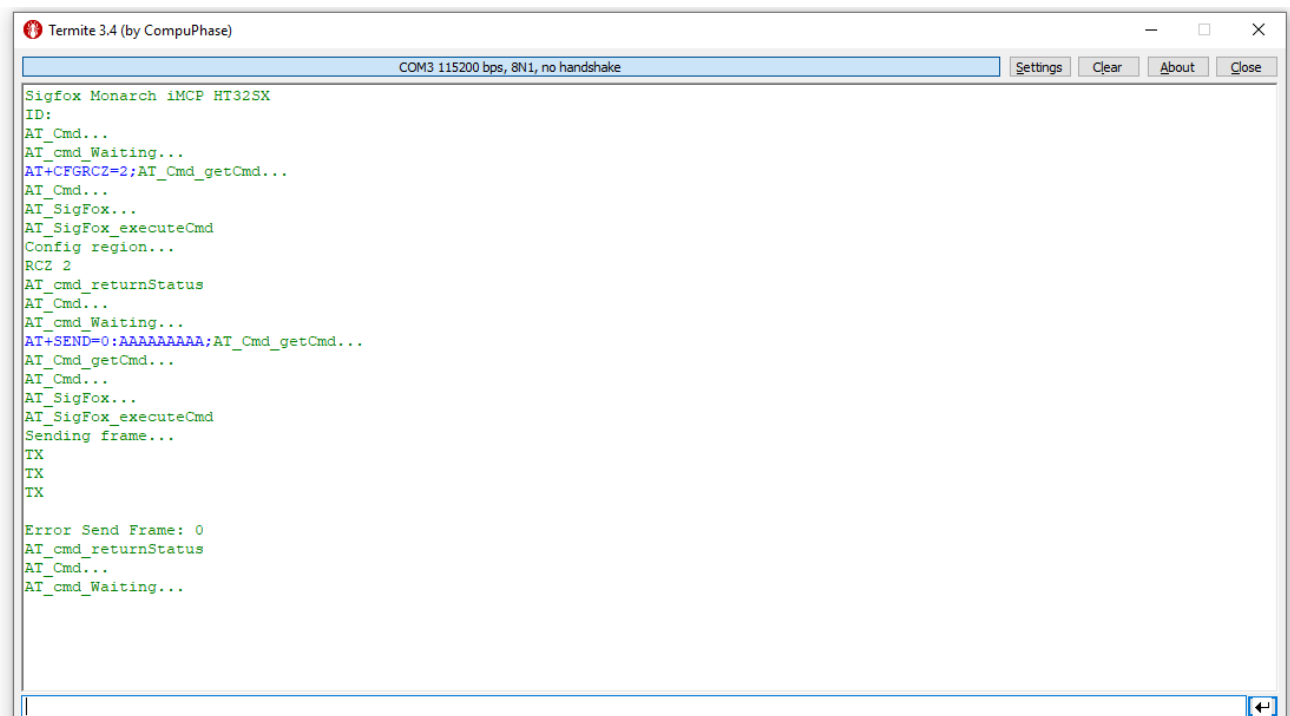 Termite 3.4 (by CompuPhase)
COM3 115200 bps, 8N1, no handshake
Settings
Clear
About
Close
Sigfox Monarch iMCP HT32SX
ID:
AT_Cmd...
AT_cmd_Waiting...
AT+CFGRCZ=2;AT_Cmd_getCmd...
AT_Cmd...
AT_SigFox...
AT_SigFox_executeCmd
Config region...
RCZ 2
AT_cmd_returnStatus
AT_Cmd...
AT_cmd_Waiting...
AT+SEND=0:AAAAAAAAA;AT_Cmd_getCmd...
AT_Cmd_getCmd...
AT_Cmd...
AT_SigFox...
AT_SigFox_executeCmd
Sending frame...
TX
TX
TX
Error Send Frame: 0
AT_cmd_returnStatus
AT_Cmd...
AT_cmd_Waiting...